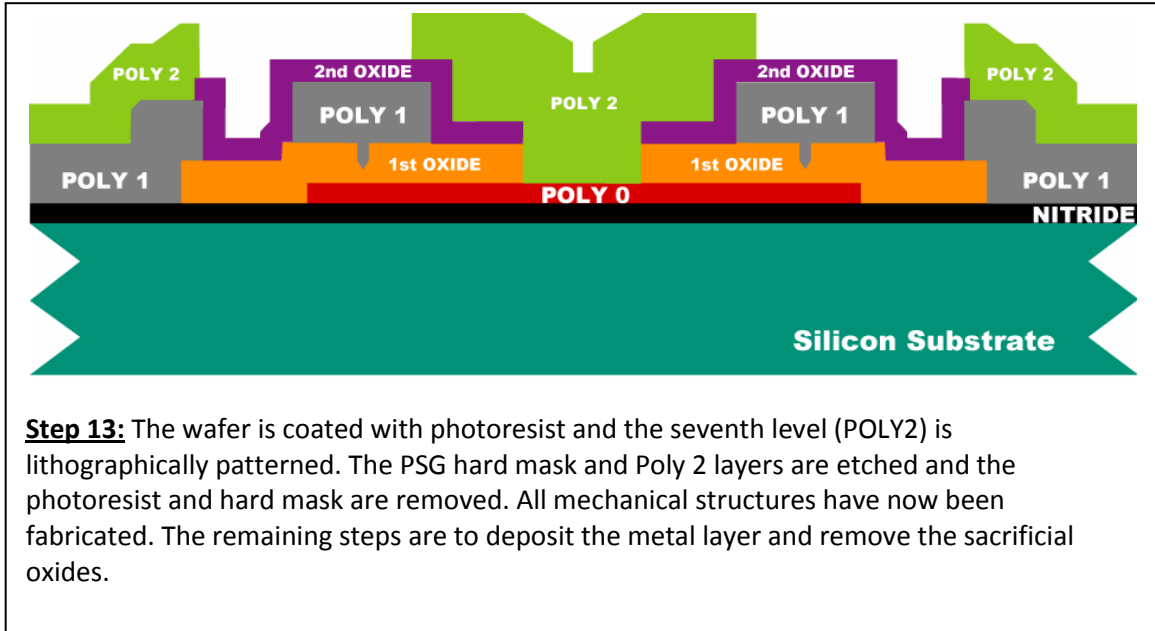 POLY 2
2nd OXIDE
2nd OXIDE
POLY 2
POLY 2
POLY 1
POLY 1
1st OXIDE
1st OXIDE
POLY 1
POLY 1
POLY 0
NITRIDE
Silicon Substrate
Step 13: The wafer is coated with photoresist and the seventh level (POLY2) is
lithographically patterned. The PSG hard mask and Poly 2 layers are etched and the
photoresist and hard mask are removed. All mechanical structures have now been
fabricated. The remaining steps are to deposit the metal layer and remove the sacrificial
oxides.